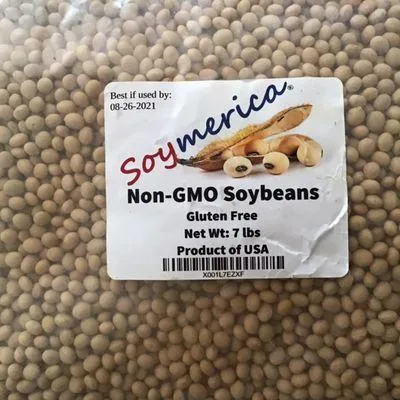 Best if used by:
08-26-2021
Soymerica®
Non-GMO Soybeans
Gluten Free
Net Wt: 7 lbs
Product of USA
X001L7EZXF